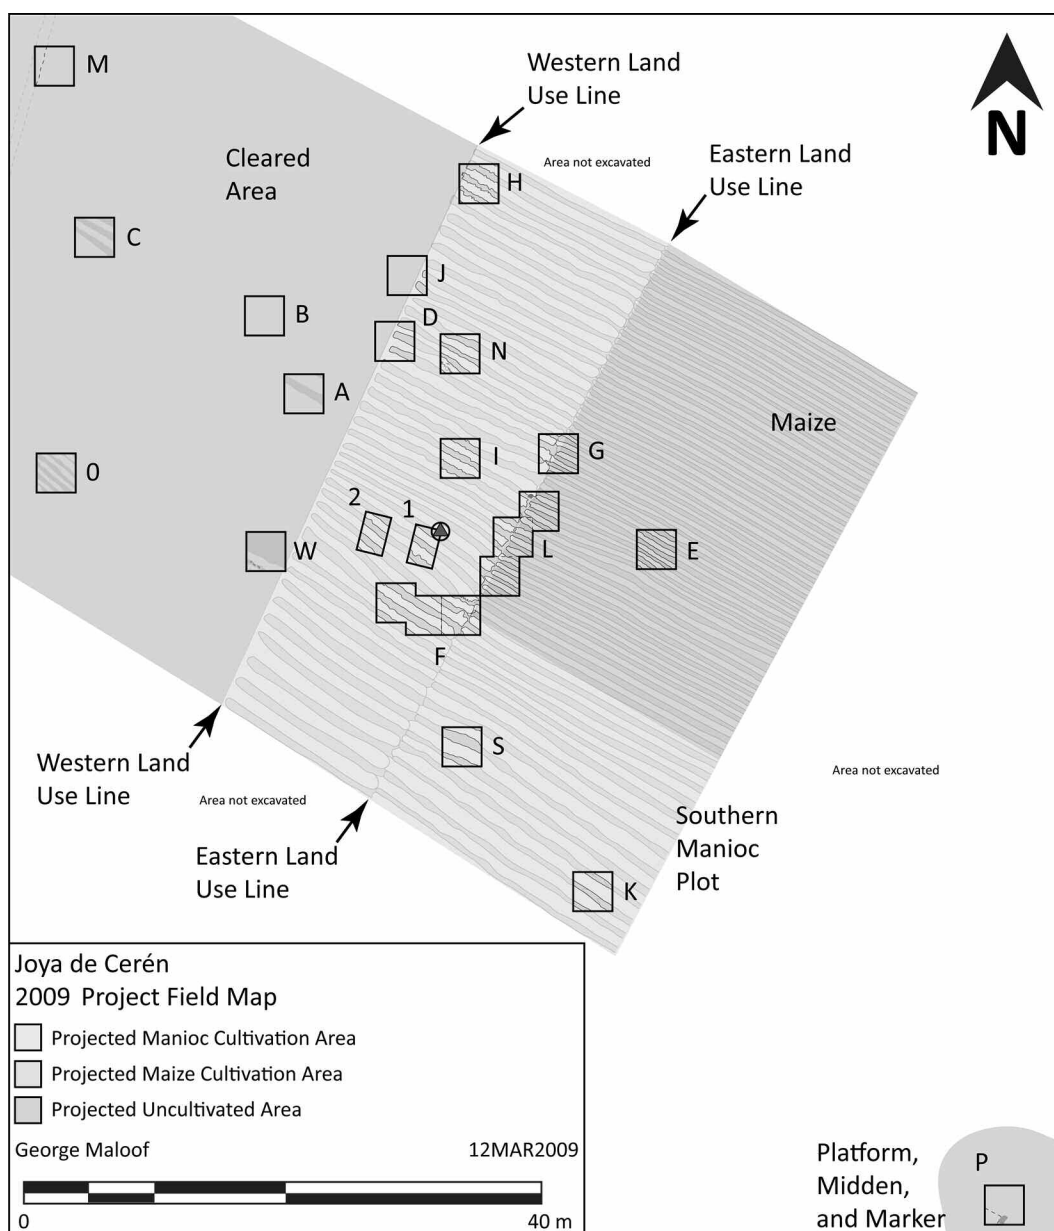 M
Western Land
Use Line
N
Cleared
Area
Area not excavated
Eastern Land
Use Line
H
C
J
B
D
N
A
Maize
I
G
0
2
1
W
L
E
F
S
Western Land
Use Line
Area not excavated
Area not excavated
Eastern Land
Use Line
Southern
Manioc
Plot
K
Joya de Cerén
2009 Project Field Map
Projected Manioc Cultivation Area
Projected Maize Cultivation Area
Projected Uncultivated Area
George Maloof 12MAR2009
0 40 m
Platform,
Midden,
and Marker
P